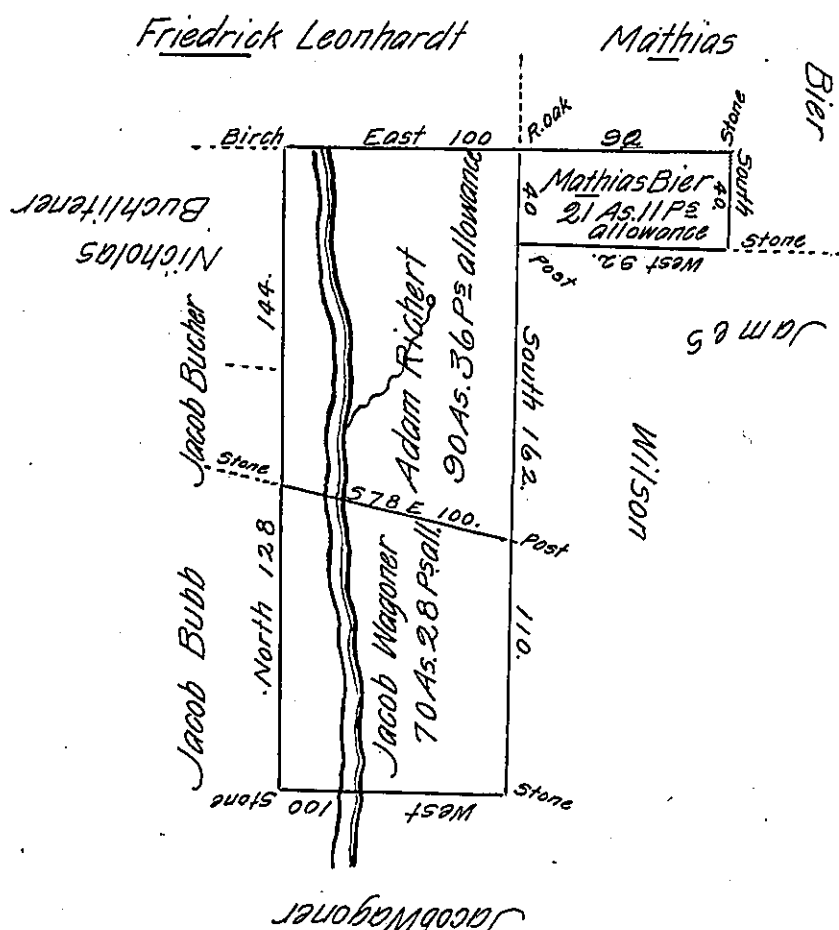 Friedrick Leonhardt
Mathias
Bier
Birch
East 100
R. oak
92
Stone
Mathias Bier
21 As. 11 Ps
allowance
40
South 40.
Stone
West 92.
Post
Nicholas
Buchlitener
144.
Adam Richert
90 As. 36 Ps allowance
South 162.
James
Wilson
Jacob Bucher
Stone
S 78 E 100.
Post
Jacob Bubb
North 128
Jacob Wagoner
70 As. 28 Ps all.
110.
Stone
West 100
Stone
Jacob Wagoner